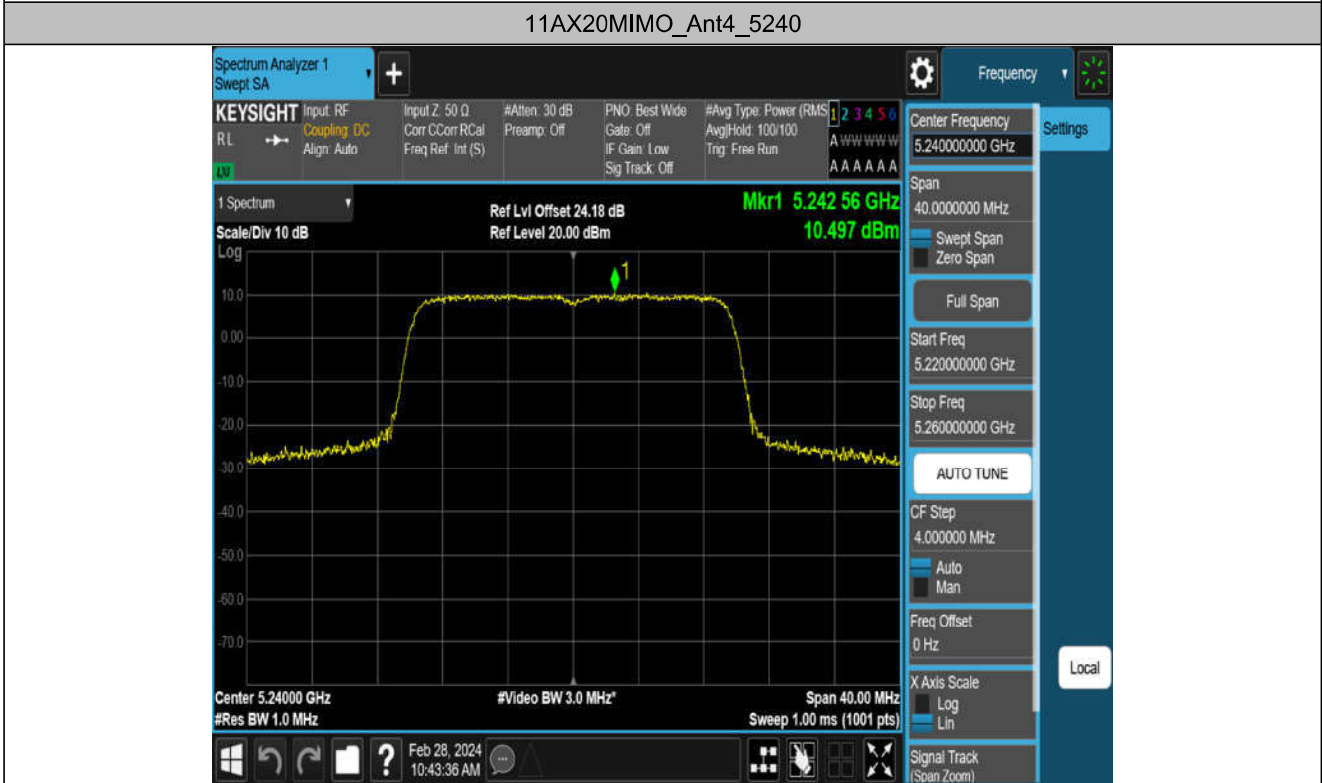 11AX20MIMO_Ant4_5240
Spectrum Analyzer 1
Swept SA
+
Frequency
KEYSIGHT
RL
LXI
Input: RF
Coupling: DC
Align: Auto
Input Z: 50 Ω
Corr CCorr RCal
Freq Ref: Int (S)
#Atten: 30 dB
Preamp: Off
PNO: Best Wide
Gate: Off
IF Gain: Low
Sig Track: Off
#Avg Type: Power (RMS
Avg|Hold: 100/100
Trig: Free Run
1 2 3 4 5 6
A W W W W W
A A A A A A
1 Spectrum
Scale/Div 10 dB
Ref Lvl Offset 24.18 dB
Ref Level 20.00 dBm
Mkr1 5.242 56 GHz
10.497 dBm
Log
1
10.0
0.00
-10.0
-20.0
-30.0
-40.0
-50.0
-60.0
-70.0
Center 5.24000 GHz
#Res BW 1.0 MHz
#Video BW 3.0 MHz*
Span 40.00 MHz
Sweep 1.00 ms (1001 pts)
Center Frequency
5.240000000 GHz
Settings
Span
40.0000000 MHz
Swept Span
Zero Span
Full Span
Start Freq
5.220000000 GHz
Stop Freq
5.260000000 GHz
AUTO TUNE
CF Step
4.000000 MHz
Auto
Man
Freq Offset
0 Hz
X Axis Scale
Log
Lin
Local
Signal Track
(Span Zoom)
?
Feb 28, 2024
10:43:36 AM